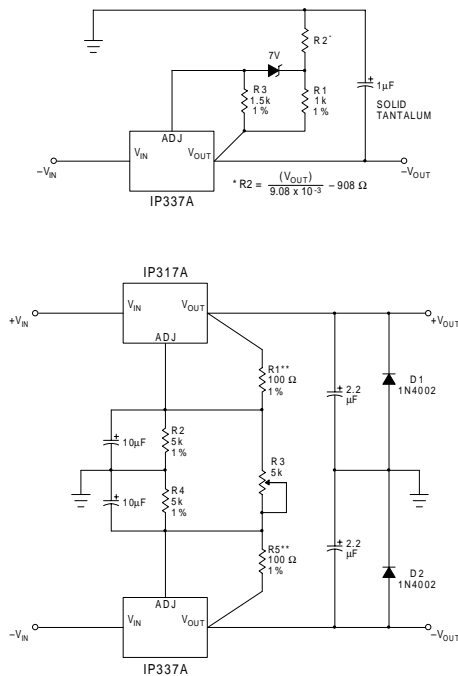 R2*
7V
R3
1.5k
1%
R1
1k
1%
+
1µF
SOLID
TANTALUM
ADJ
–VIN
VIN
VOUT
–VOUT
IP337A
* R2 = (VOUT) / 9.08 x 10-3 – 908 Ω
IP317A
+VIN
VIN
VOUT
+VOUT
ADJ
R1**
100 Ω
1%
+
2.2
µF
D1
1N4002
+
10µF
R2
5k
1%
R3
5k
+
10µF
R4
5k
1%
R5**
100 Ω
1%
+
2.2
µF
D2
1N4002
ADJ
–VIN
VIN
VOUT
–VOUT
IP337A